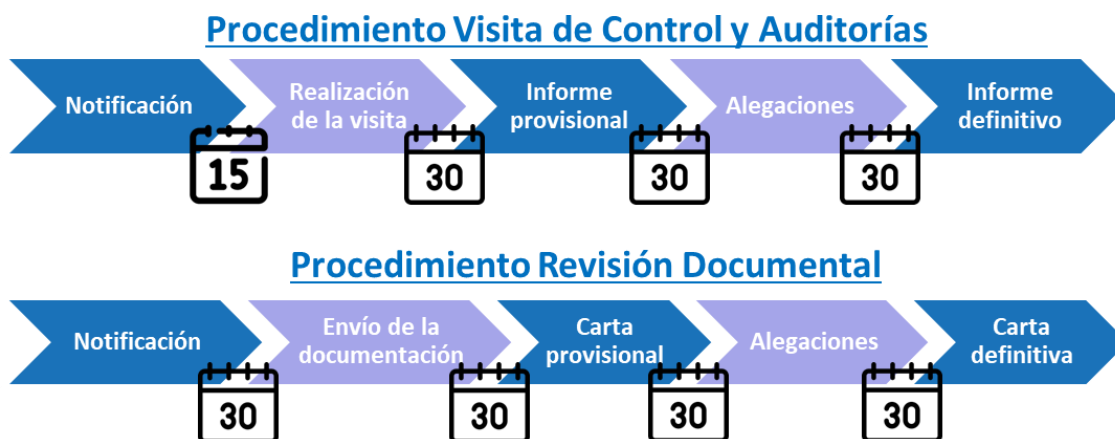 Procedimiento Visita de Control y Auditorías
Notificación
Realización
de la visita
Informe
provisional
Alegaciones
Informe
definitivo
15
30
30
30
Procedimiento Revisión Documental
Notificación
Envío de la
documentación
Carta
provisional
Alegaciones
Carta
definitiva
30
30
30
30